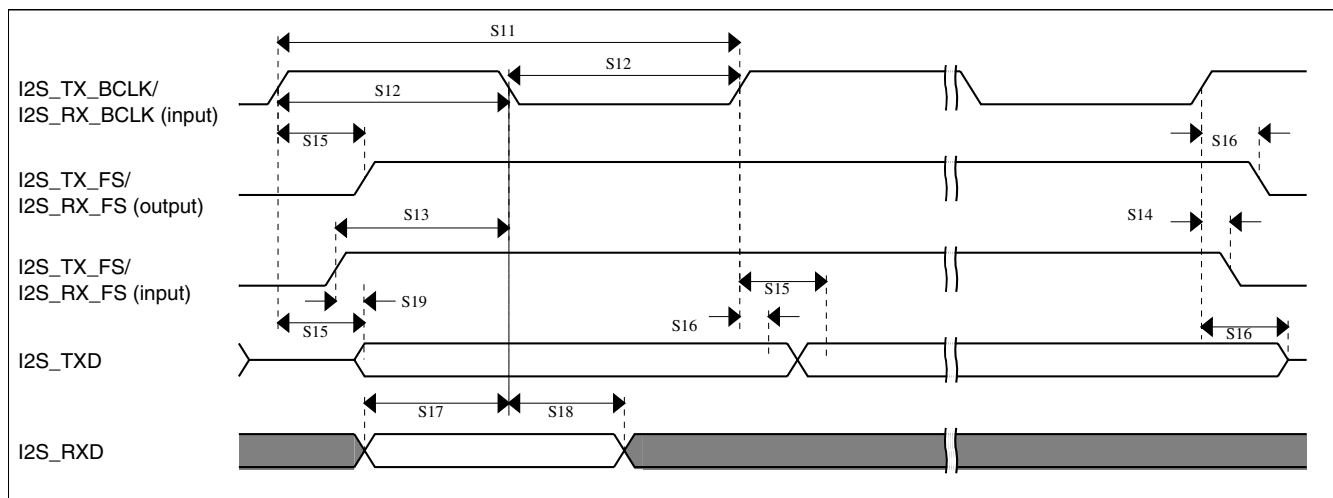 S11
S12
I2S_TX_BCLK/
I2S_RX_BCLK (input)
S12
S15
S16
I2S_TX_FS/
I2S_RX_FS (output)
S13
S14
I2S_TX_FS/
I2S_RX_FS (input)
S15
S19
S15
S16
S16
I2S_TXD
S17
S18
I2S_RXD